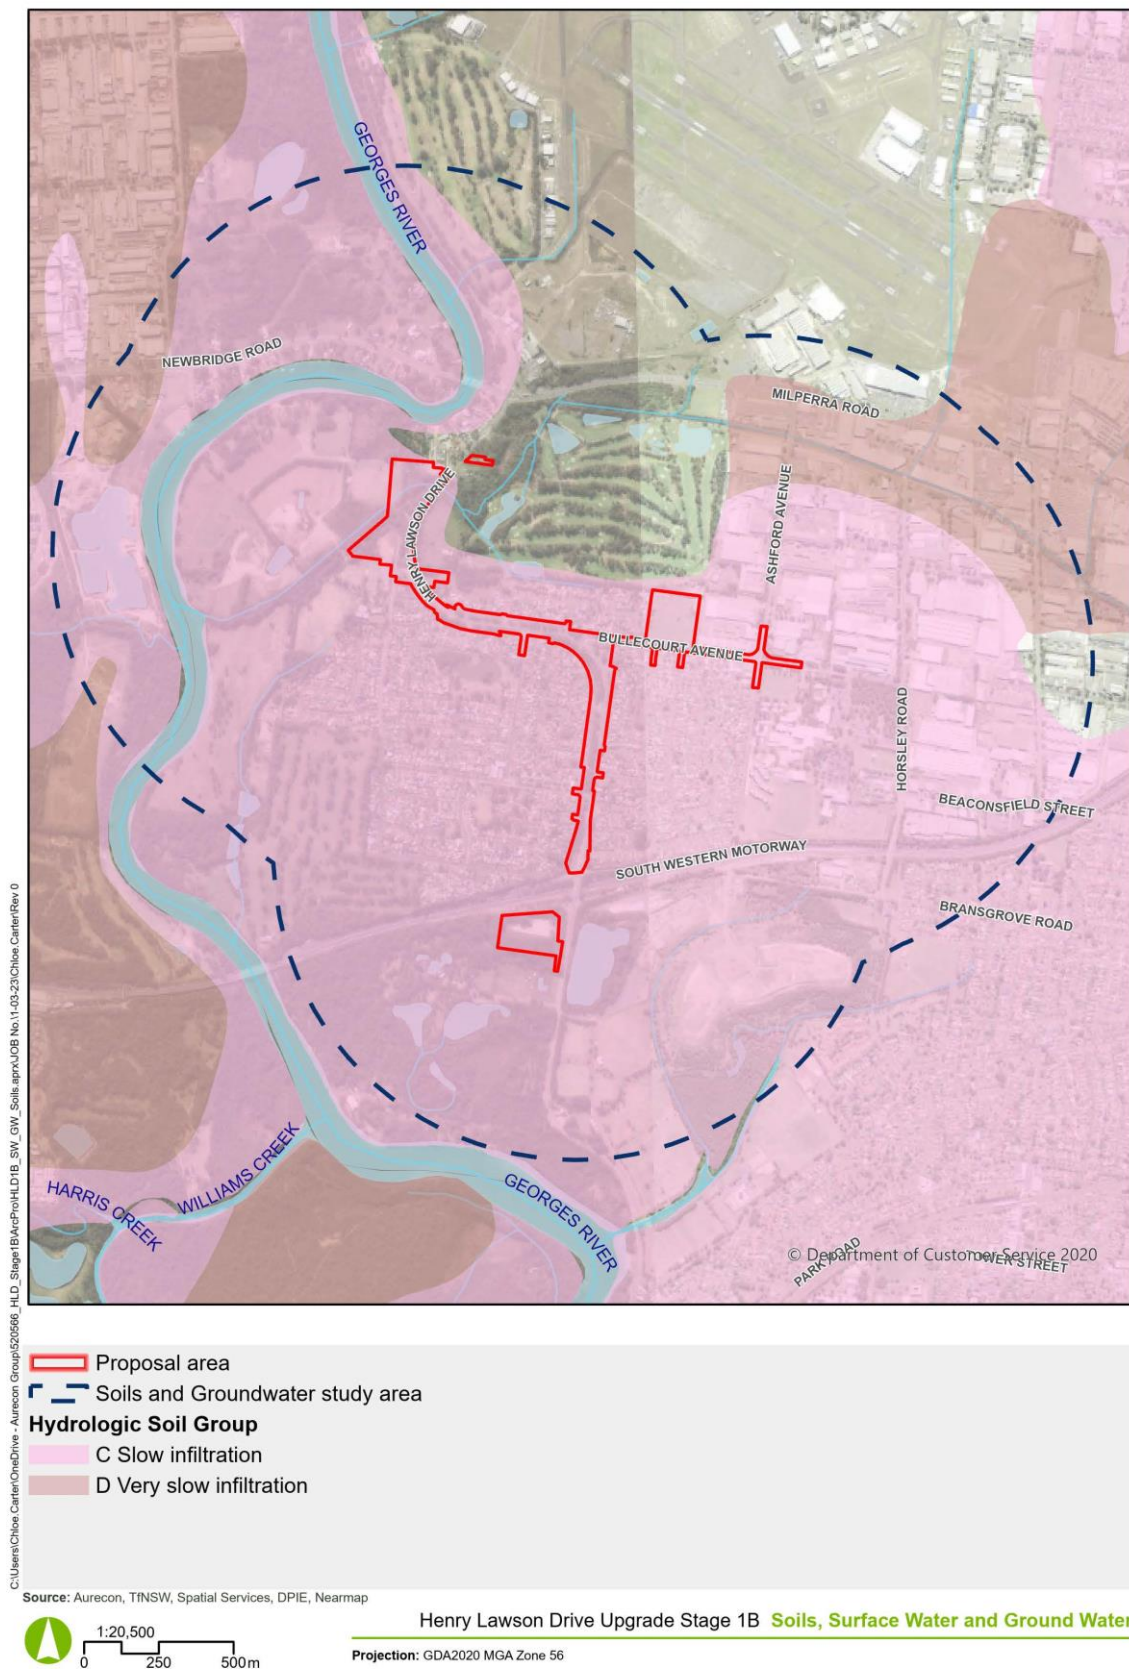 GEORGES RIVER
NEWBRIDGE ROAD
MILPERRA ROAD
HENRY LAWSON DRIVE
ASHFORD AVENUE
BULLECOURT AVENUE
HORSLEY ROAD
BEACONSFIELD STREET
SOUTH WESTERN MOTORWAY
BRANSGROVE ROAD
HARRIS CREEK
WILLIAMS CREEK
GEORGES RIVER
PARK ROAD
© Department of Customer Service 2020
STREET
C:\Users\Chloe.Carter\OneDrive - Aurecon Group\520566_HLD_Stage1B\ArcPro\HLD1B_SW_GW_Soils.aprx\JOB No.\1-03-23\Chloe.Carter\Rev 0
Proposal area
Soils and Groundwater study area
Hydrologic Soil Group
C Slow infiltration
D Very slow infiltration
Source: Aurecon, TfNSW, Spatial Services, DPIE, Nearmap
1:20,500
0 250 500m
Henry Lawson Drive Upgrade Stage 1B Soils, Surface Water and Ground Water
Projection: GDA2020 MGA Zone 56